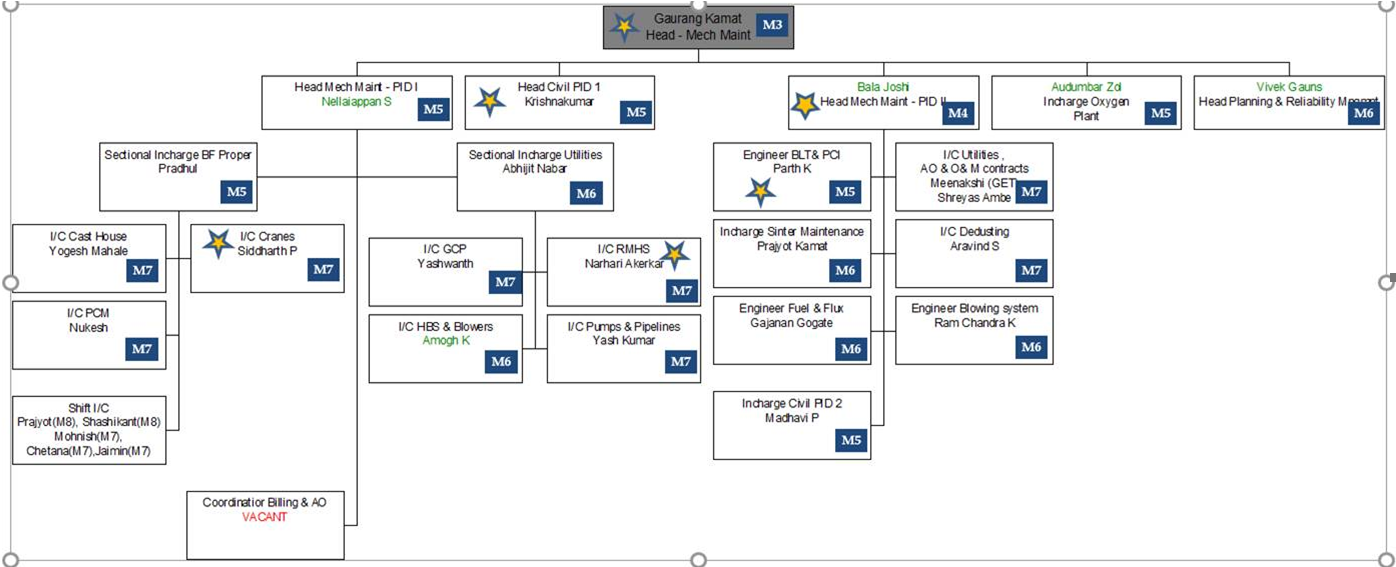 Gaurang Kamat
Head - Mech Maint
M3
Head Mech Maint - PID I
Nellaiappan S
M5
Head Civil PID 1
Krishnakumar
M5
Bala Joshi
Head Mech Maint - PID II
M4
Audumbar Zol
Incharge Oxygen
Plant
M5
Vivek Gauns
Head Planning & Reliability
M6
Sectional Incharge BF Proper
Pradhul
M5
Sectional Incharge Utilities
Abhijit Nabar
M6
Engineer BLT& PCI
Parth K
M5
I/C Utilities ,
AO & O& M contracts
Meenakshi (GET)
Shreyas Ambe
M7
I/C Cast House
Yogesh Mahale
M7
I/C Cranes
Siddharth P
M7
I/C GCP
Yashwanth
M7
I/C RMHS
Narhari Akerkar
M7
Incharge Sinter Maintenance
Prajyot Kamat
M6
I/C Dedusting
Aravind S
M7
I/C PCM
Nukesh
M7
I/C HBS & Blowers
Amogh K
M6
I/C Pumps & Pipelines
Yash Kumar
M7
Engineer Fuel & Flux
Gajanan Gogate
M6
Engineer Blowing system
Ram Chandra K
M6
Shift I/C
Prajyot(M8), Shashikant(M8)
Mohnish(M7),
Chetana(M7),Jaimin(M7)
Incharge Civil PID 2
Madhavi P
M5
Billing & AO
VACANT